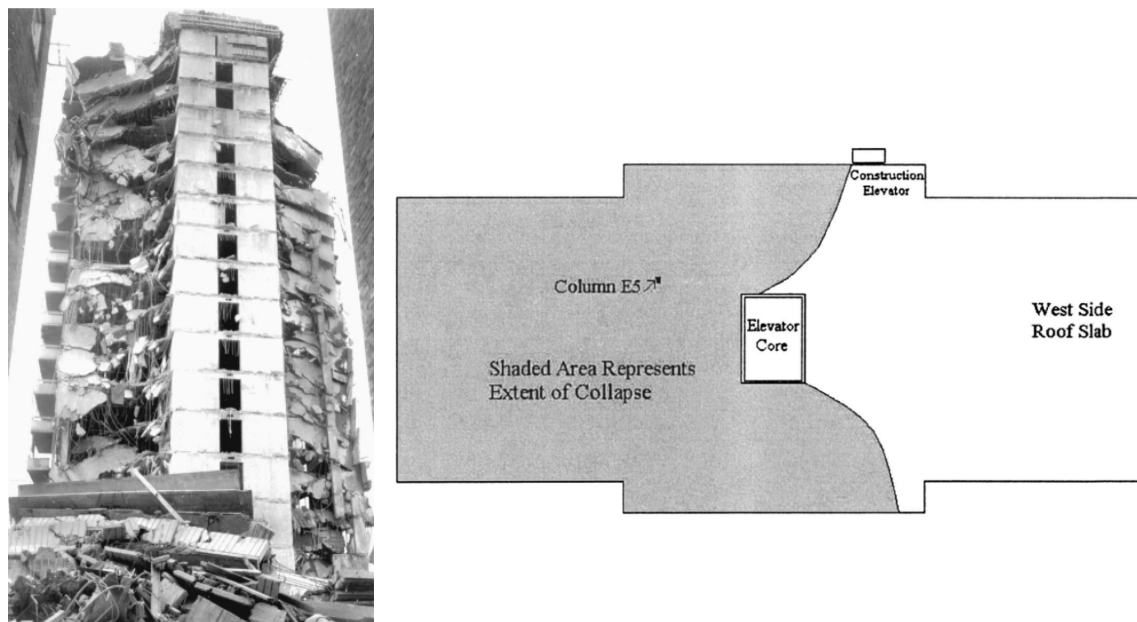 Construction
Elevator
Column E5
Elevator
Core
West Side
Roof Slab
Shaded Area Represents
Extent of Collapse